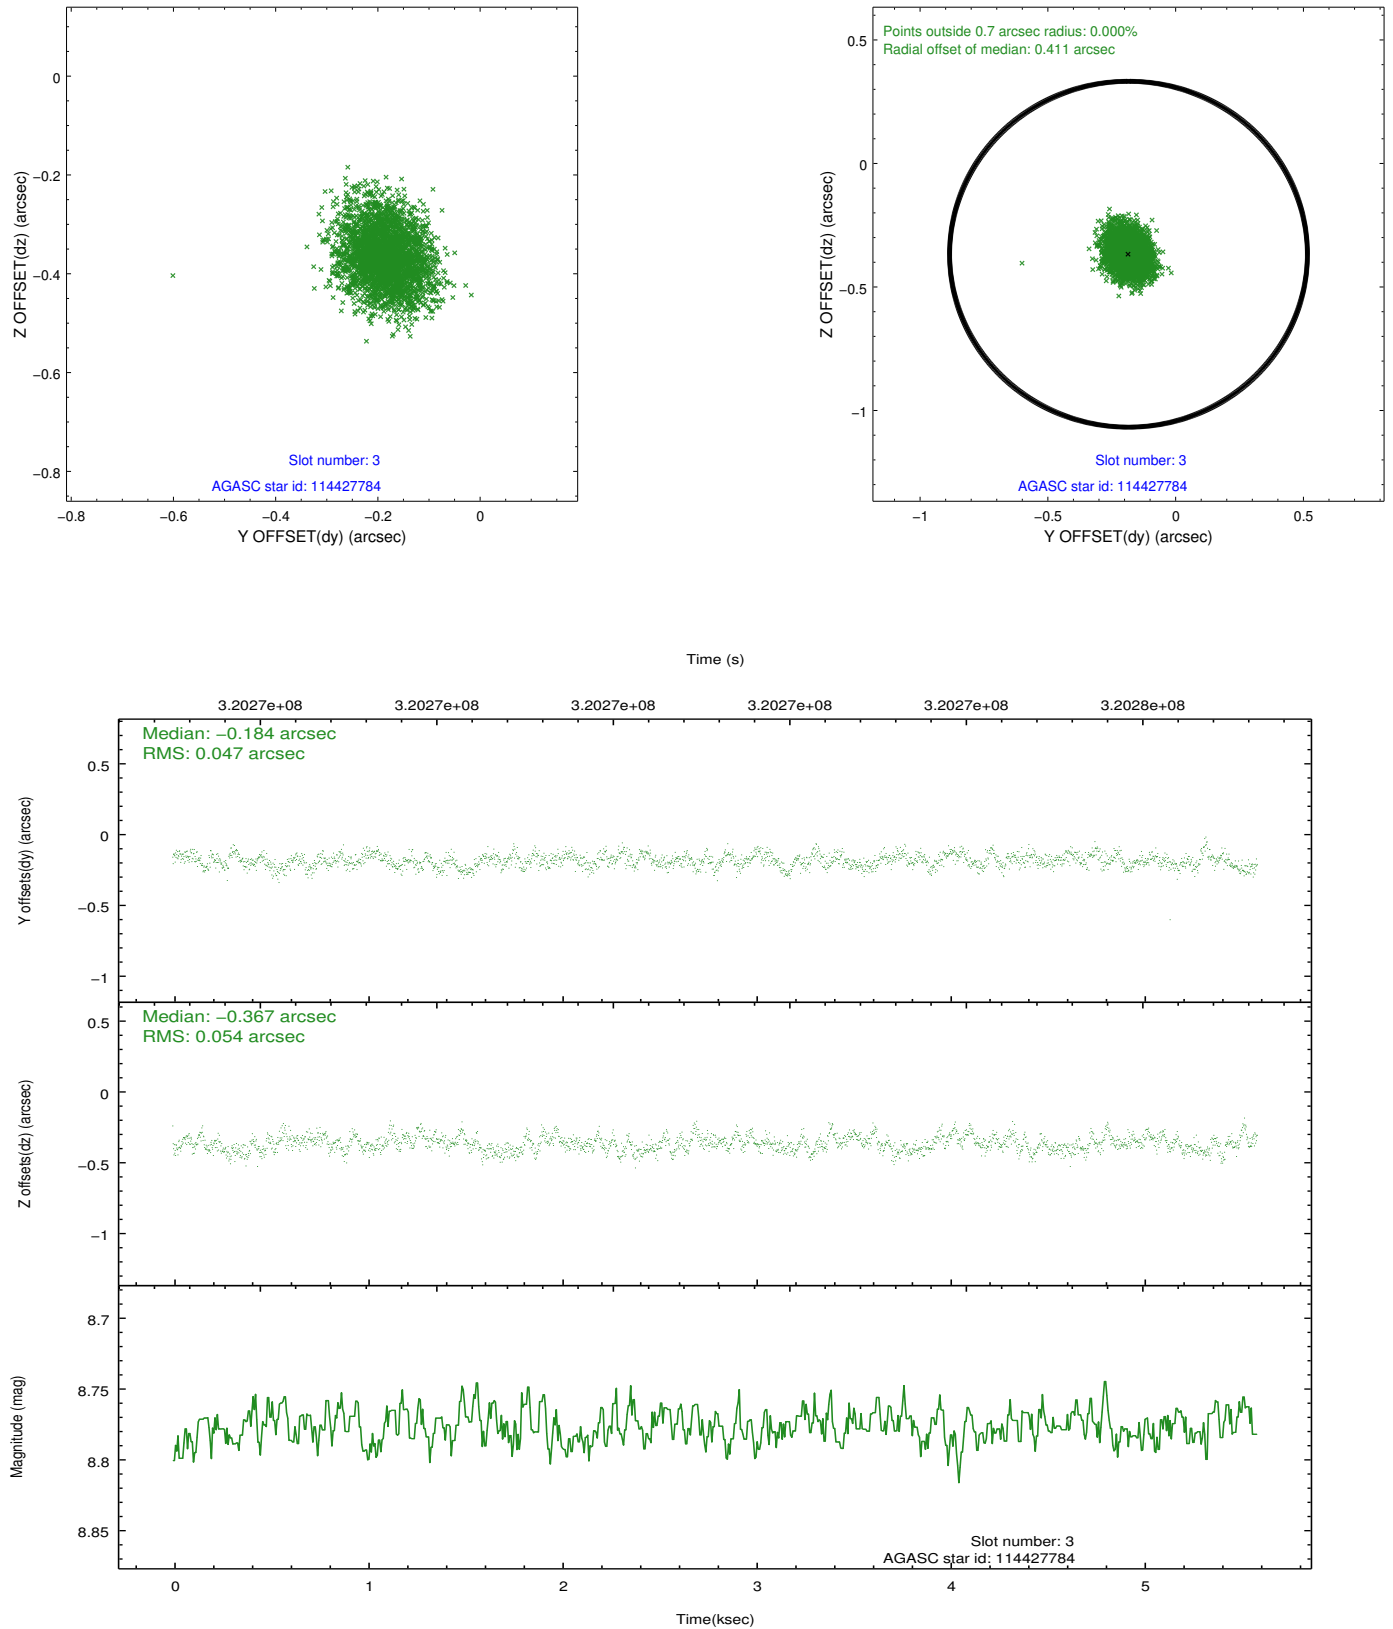 0
−0.2
−0.4
−0.6
−0.8
Z OFFSET(dz) (arcsec)
Slot number: 3
AGASC star id: 114427784
−0.8
−0.6
−0.4
−0.2
0
Y OFFSET(dy) (arcsec)
Points outside 0.7 arcsec radius: 0.000%
Radial offset of median: 0.411 arcsec
0.5
0
−0.5
−1
Z OFFSET(dz) (arcsec)
Slot number: 3
AGASC star id: 114427784
−1
−0.5
0
0.5
Y OFFSET(dy) (arcsec)
Time (s)
3.2027e+08
3.2027e+08
3.2027e+08
3.2027e+08
3.2027e+08
3.2028e+08
Median: −0.184 arcsec
RMS: 0.047 arcsec
0.5
0
−0.5
−1
Y offsets(dy) (arcsec)
Median: −0.367 arcsec
RMS: 0.054 arcsec
0.5
0
−0.5
−1
Z offsets(dz) (arcsec)
8.7
8.75
8.8
8.85
Magnitude (mag)
Slot number: 3
AGASC star id: 114427784
0
1
2
3
4
5
Time(ksec)